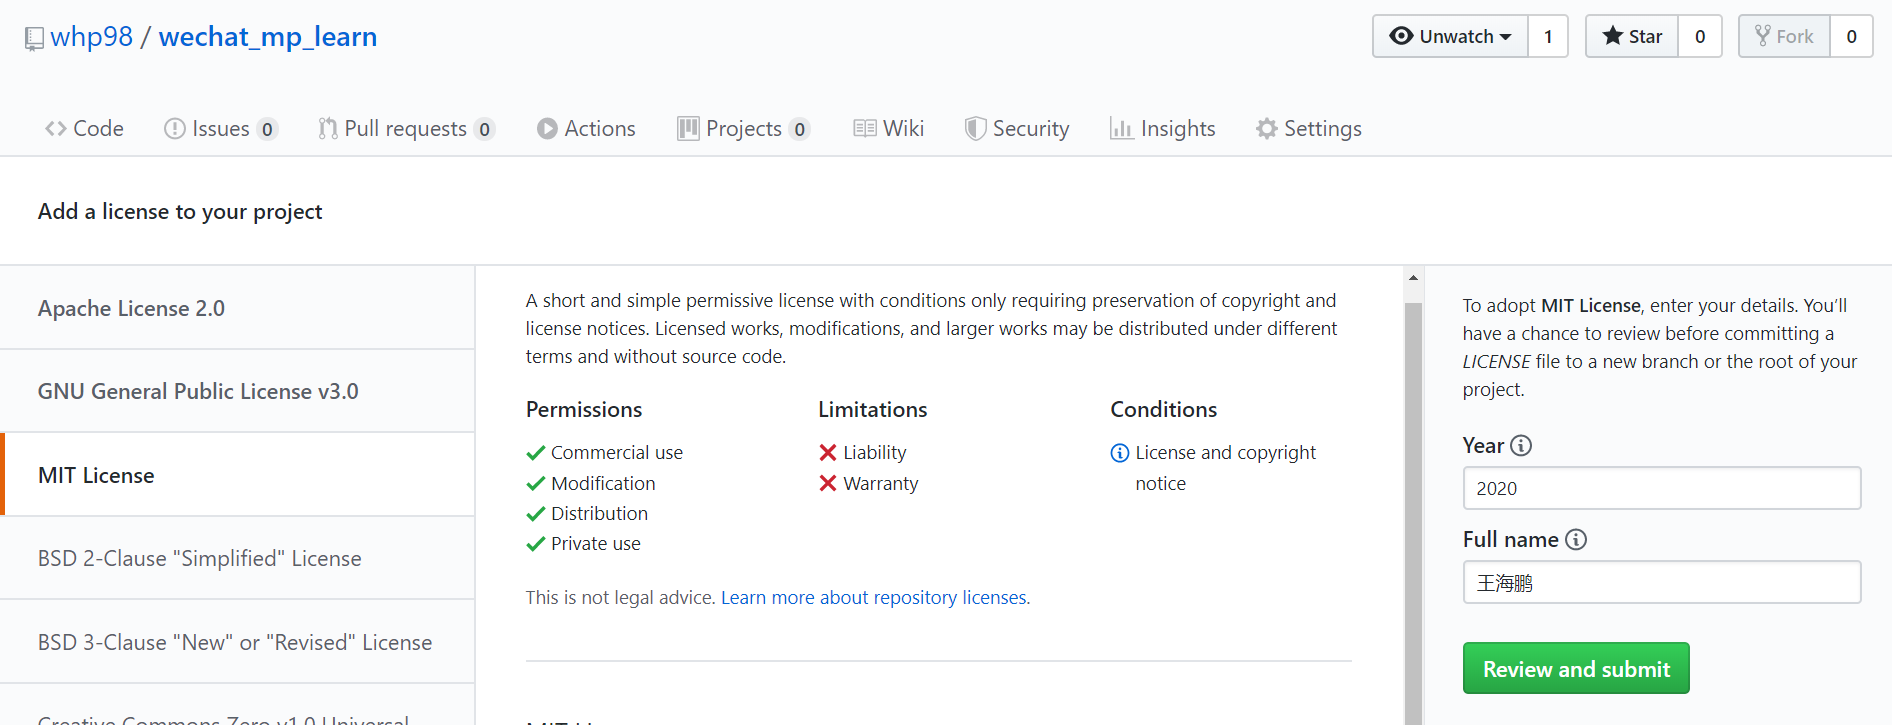 whp98 / wechat_mp_learn
Unwatch 1 Star 0 Fork 0
Code Issues 0 Pull requests 0 Actions Projects 0 Wiki Security Insights Settings
Add a license to your project
Apache License 2.0
GNU General Public License v3.0
MIT License
BSD 2-Clause "Simplified" License
BSD 3-Clause "New" or "Revised" License
Creative Commons Zero v1.0 Universal
A short and simple permissive license with conditions only requiring preservation of copyright and
license notices. Licensed works, modifications, and larger works may be distributed under different
terms and without source code.
Permissions
Commercial use
Modification
Distribution
Private use
Limitations
Liability
Warranty
Conditions
License and copyright
notice
This is not legal advice. Learn more about repository licenses.
To adopt MIT License, enter your details. You’ll
have a chance to review before committing a
LICENSE file to a new branch or the root of your
project.
Year
2020
Full name
王海鹏
Review and submit